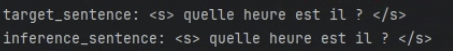 target_sentence: <s> quelle heure est il ? </s>
inference_sentence: <s> quelle heure est il ? </s>